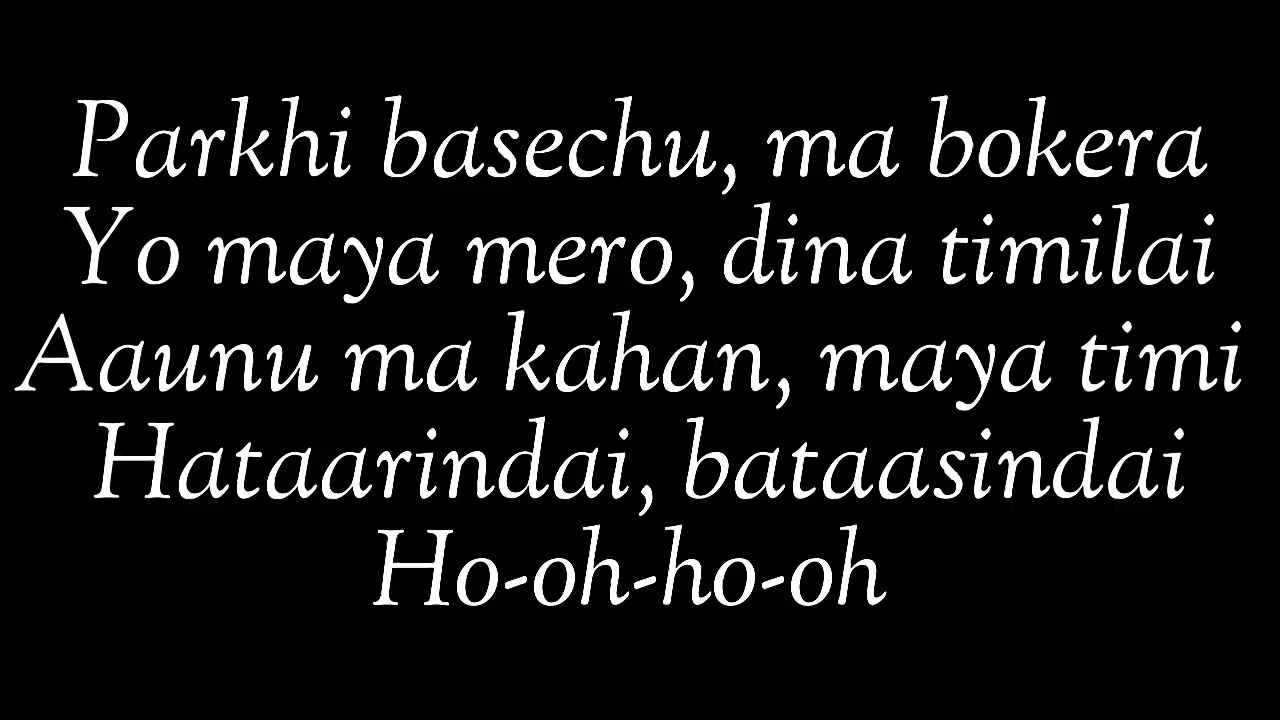 Parkhi basechu, ma bokera
Yo maya mero, dina timilai
Aaunu ma kahan, maya timi
Hataarindai, bataasindai
Ho-oh-ho-oh